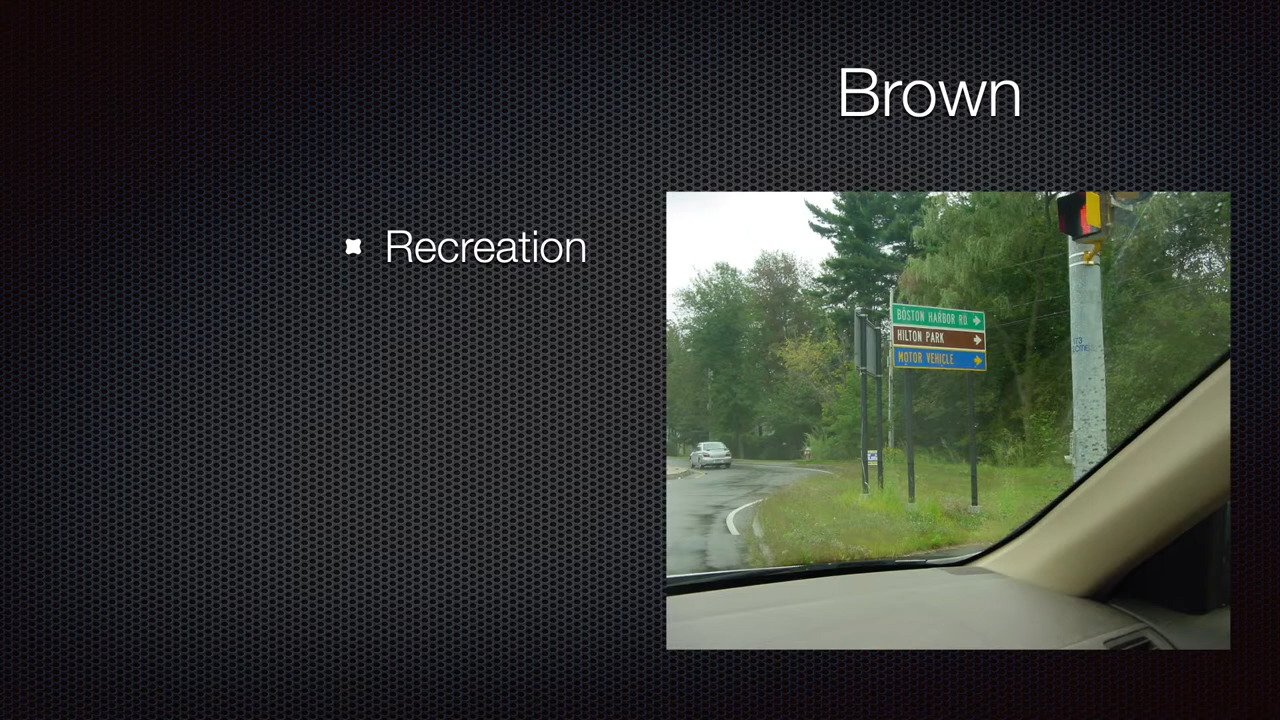 Brown
Recreation
BOSTON HARBOR RD
HILTON PARK
MOTOR VEHICLE